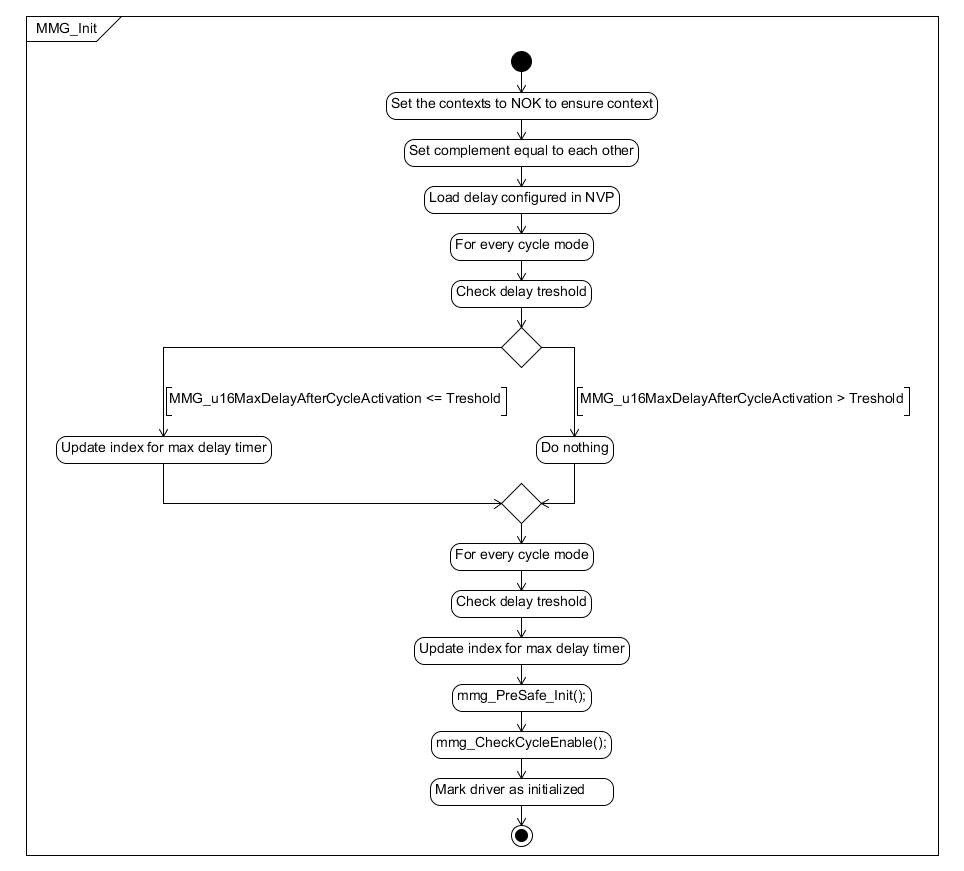 MMG_Init
Set the contexts to NOK to ensure context
Set complement equal to each other
Load delay configured in NVP
For every cycle mode
Check delay treshold
MMG_u16MaxDelayAfterCycleActivation <= Treshold
MMG_u16MaxDelayAfterCycleActivation > Treshold
Update index for max delay timer
Do nothing
For every cycle mode
Check delay treshold
Update index for max delay timer
mmg_PreSafe_Init();
mmg_CheckCycleEnable();
Mark driver as initialized